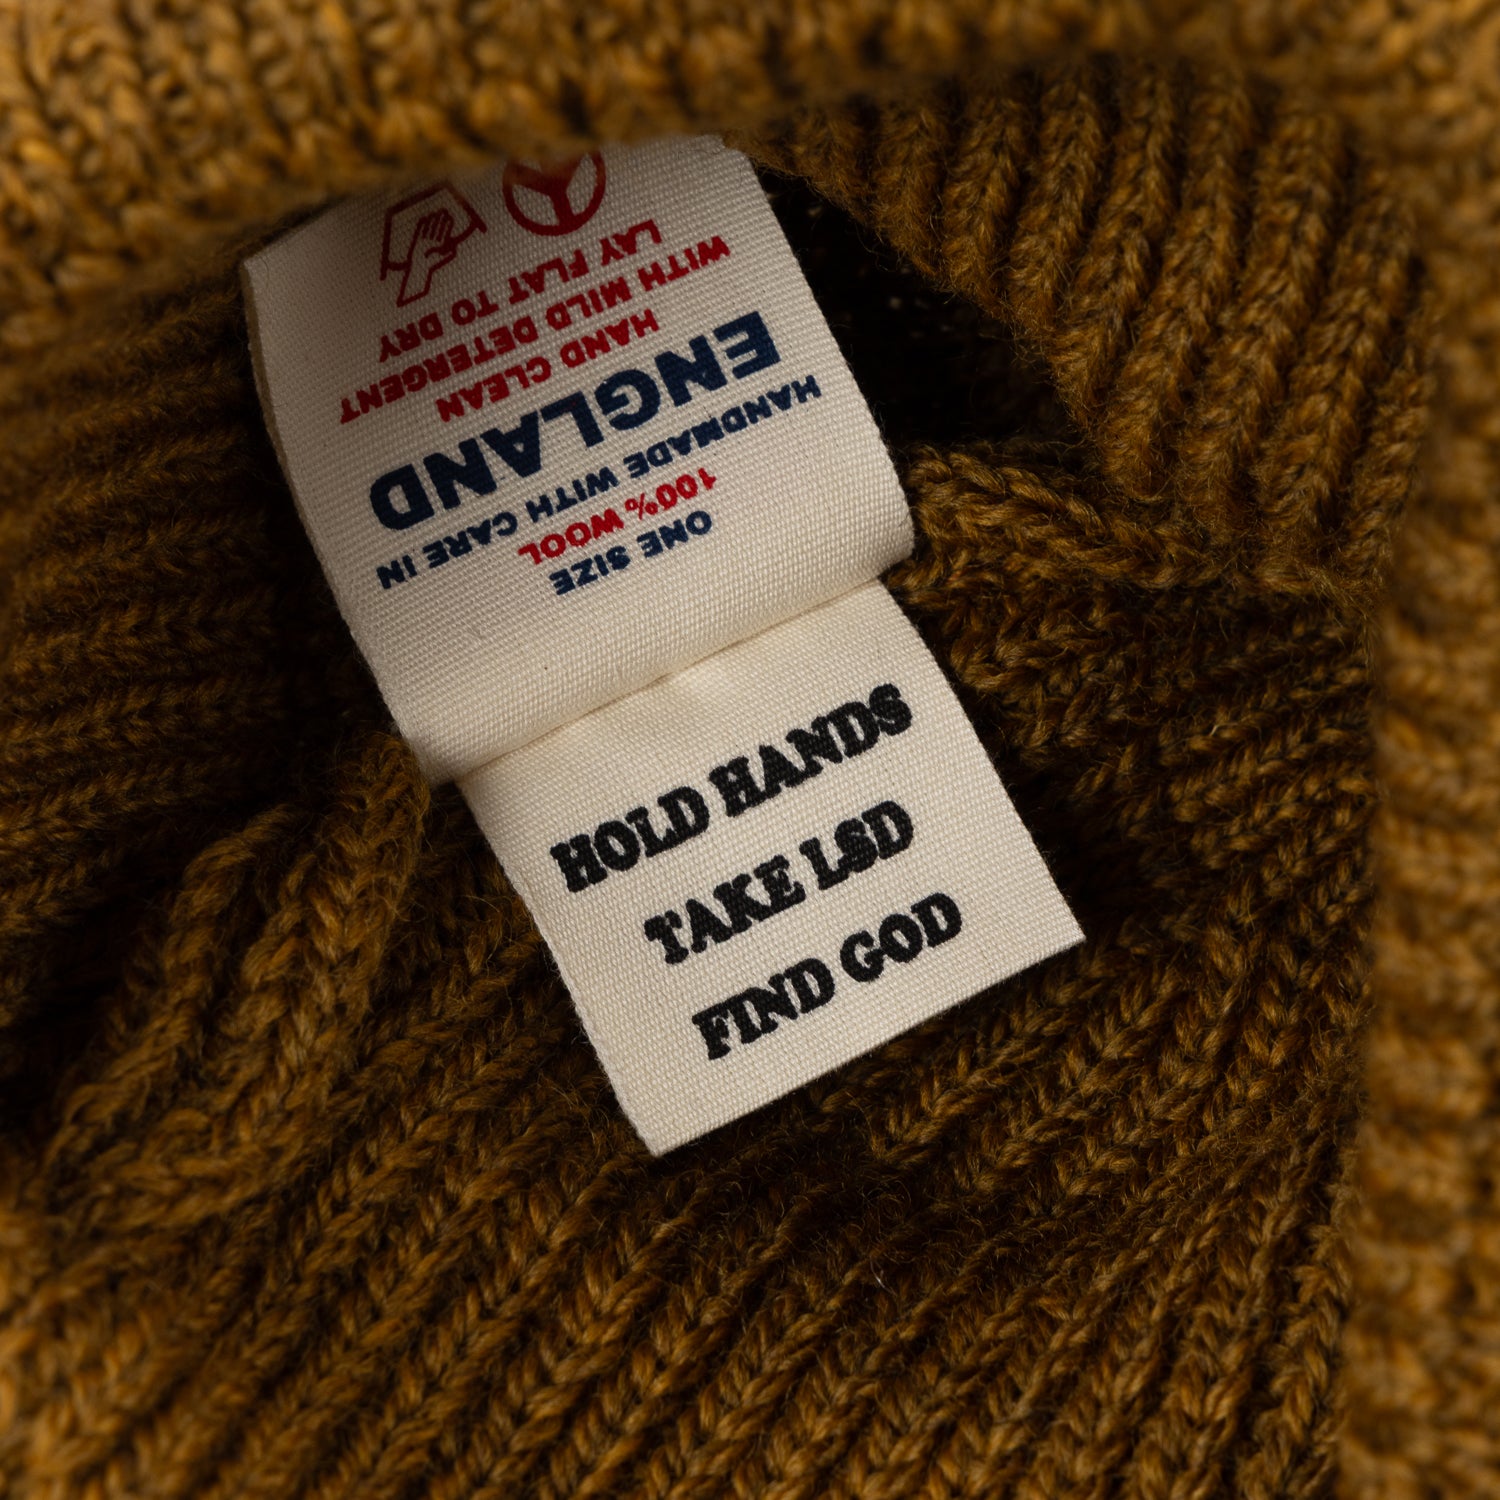 ONE SIZE
100% WOOL
HANDMADE WITH CARE IN
ENGLAND
HAND CLEAN
WITH MILD DETERGENT
LAY FLAT TO DRY
HOLD HANDS
TAKE LSD
FIND GOD